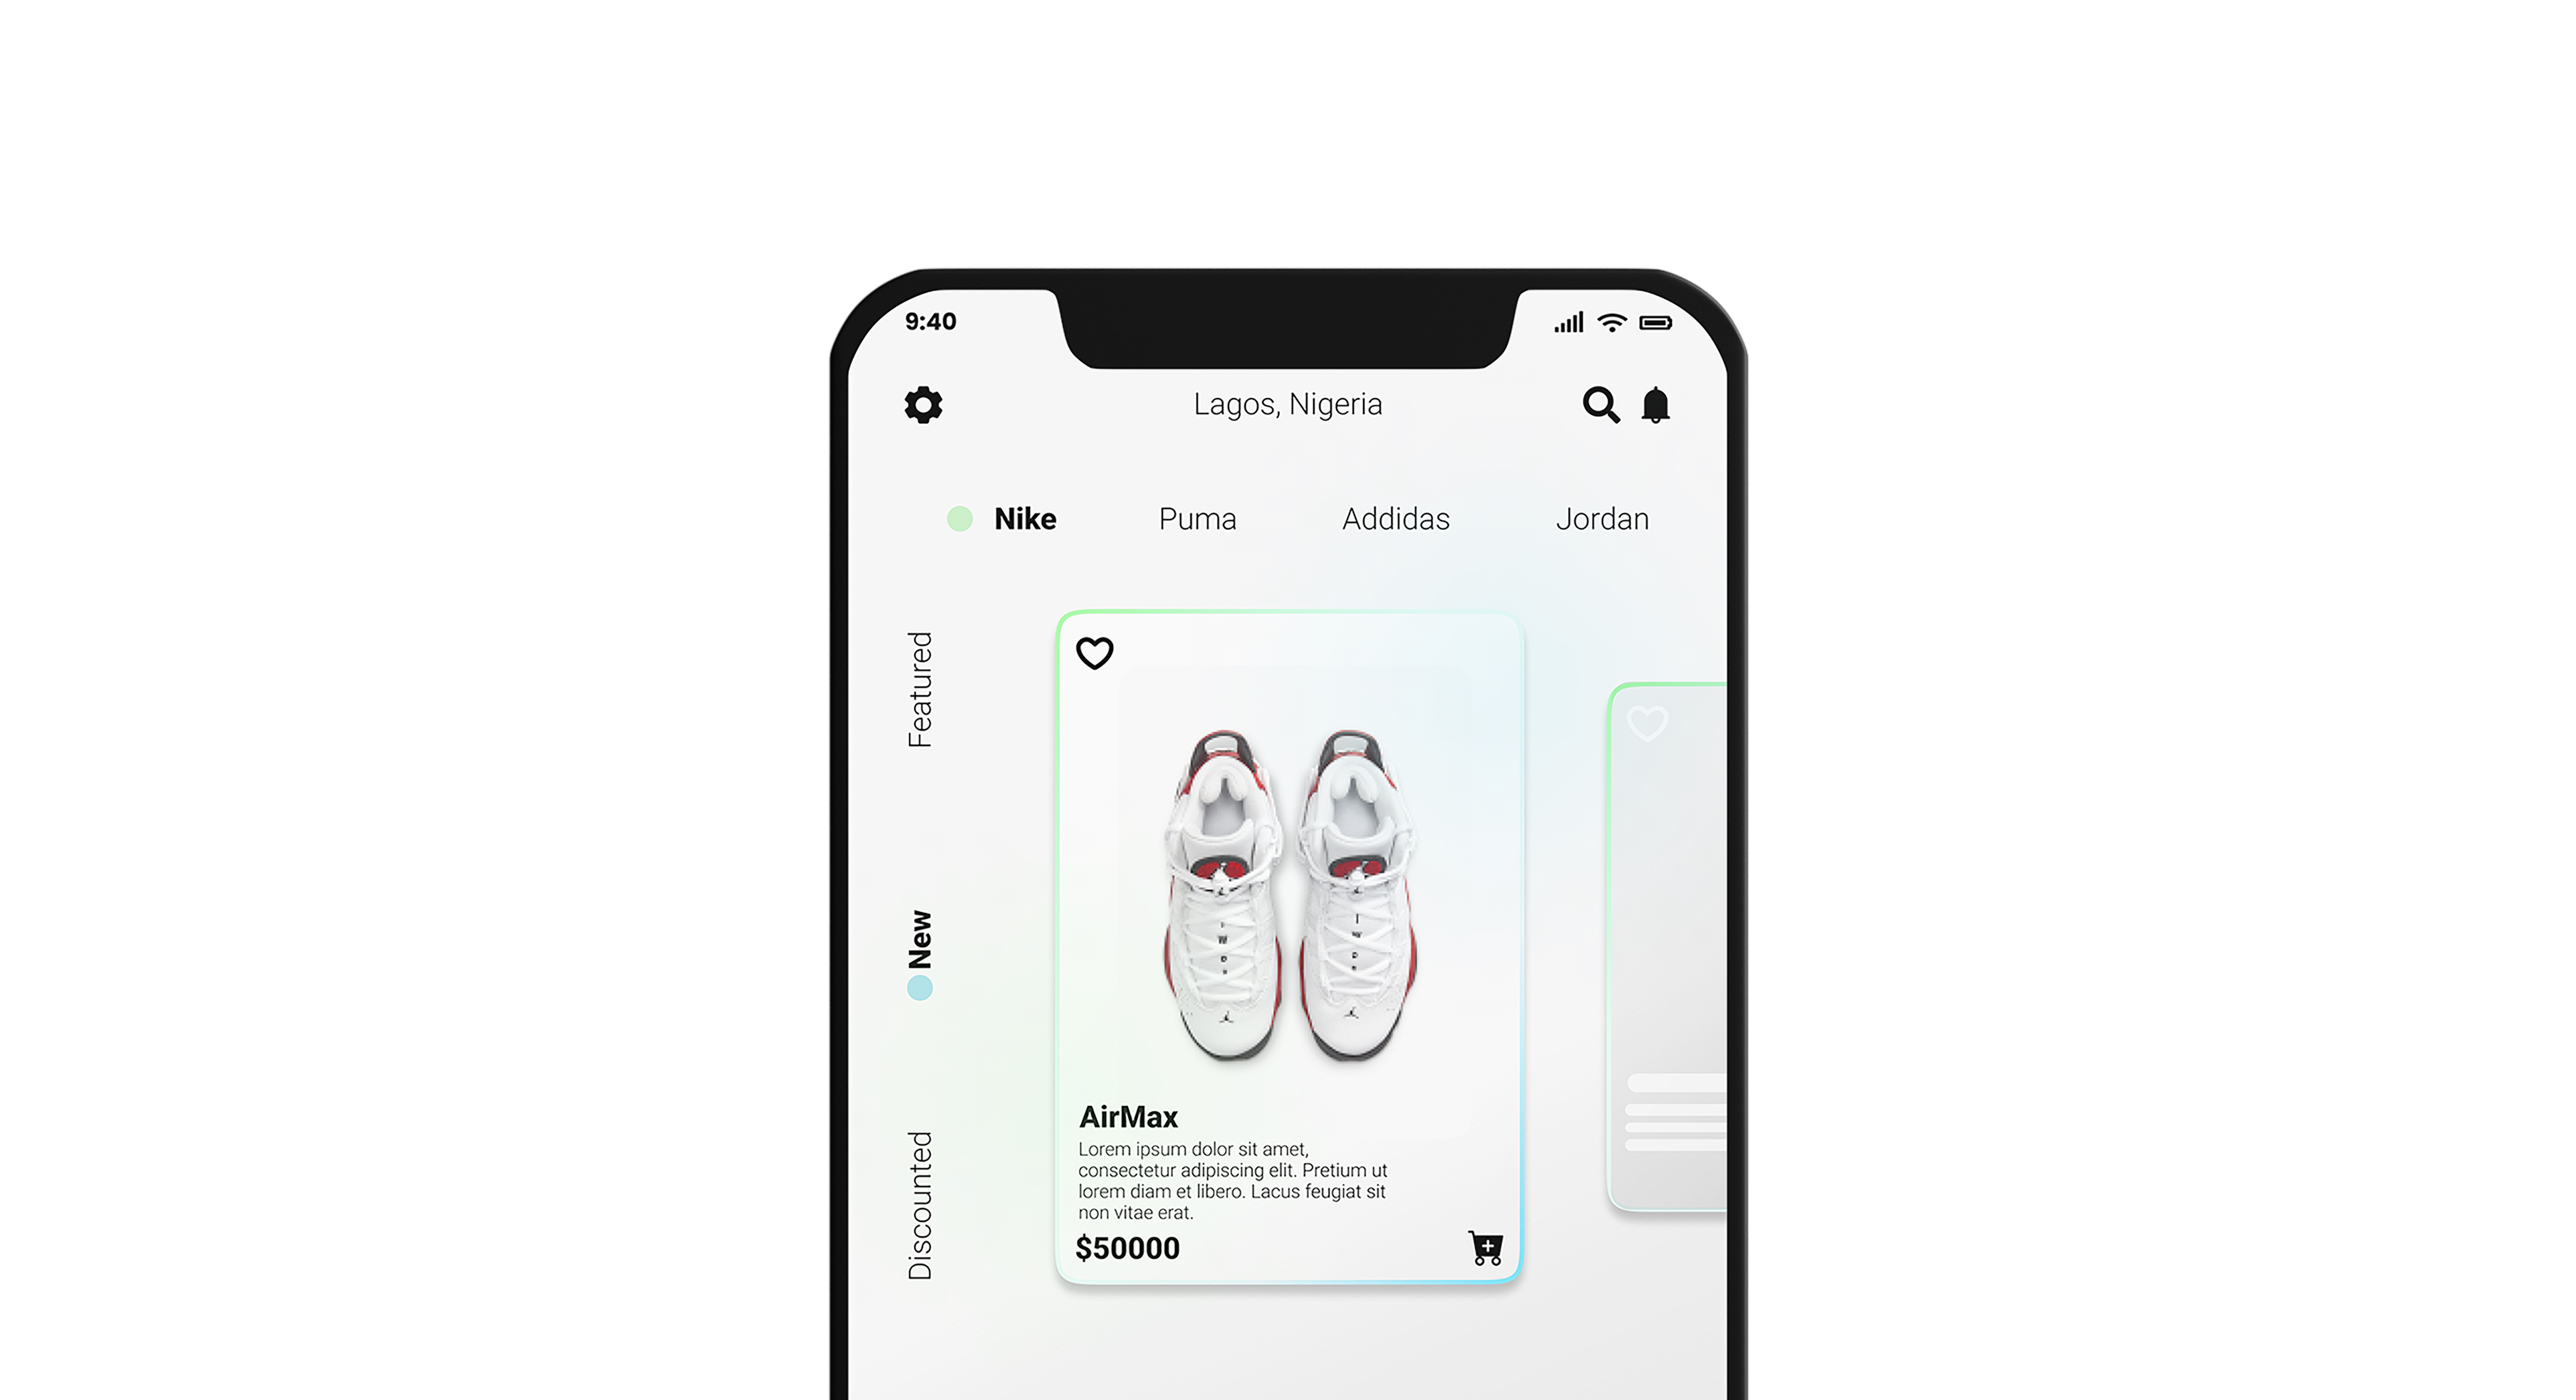 9:40
Lagos, Nigeria
Nike
Puma
Addidas
Jordan
Featured
New
Discounted
AirMax
Lorem ipsum dolor sit amet,
consectetur adipiscing elit. Pretium ut
lorem diam et libero. Lacus feugiat sit
non vitae erat.
$50000